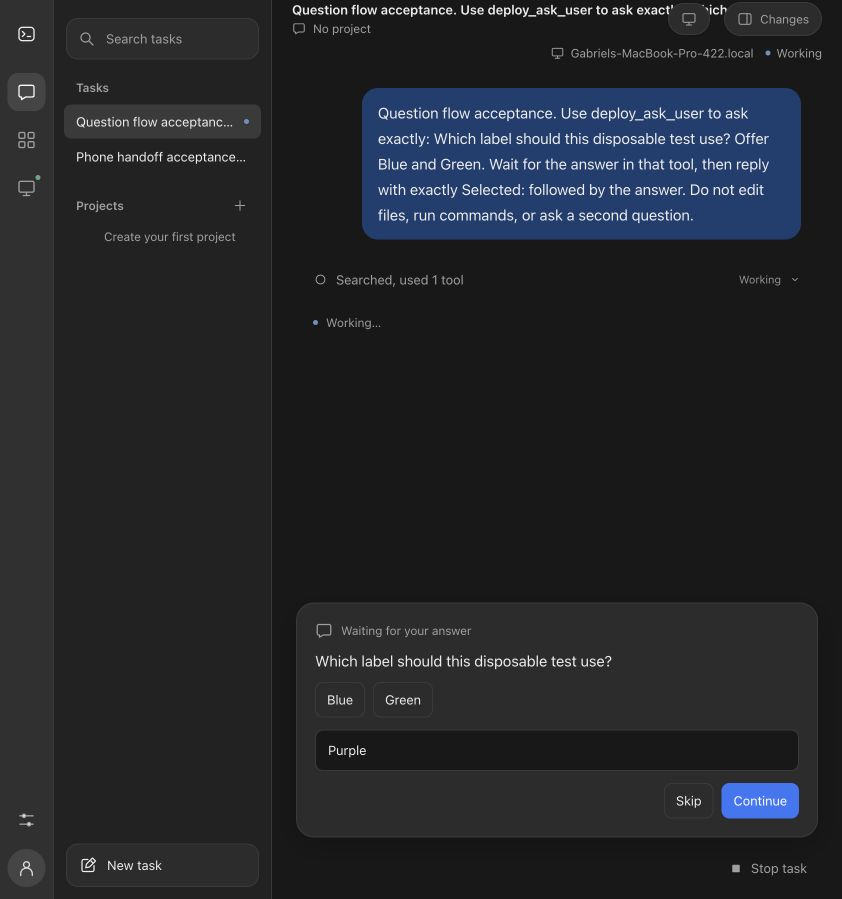 Search tasks
Tasks
Question flow acceptanc...
Phone handoff acceptance...
Projects
Create your first project
New task
Question flow acceptance. Use deploy_ask_user to ask
No project
Changes
Gabriels-MacBook-Pro-422.local
Working
Question flow acceptance. Use deploy_ask_user to ask
exactly: Which label should this disposable test use? Offer
Blue and Green. Wait for the answer in that tool, then reply
with exactly Selected: followed by the answer. Do not edit
files, run commands, or ask a second question.
Searched, used 1 tool
Working
Working...
Waiting for your answer
Which label should this disposable test use?
Blue
Green
Purple
Skip
Continue
Stop task